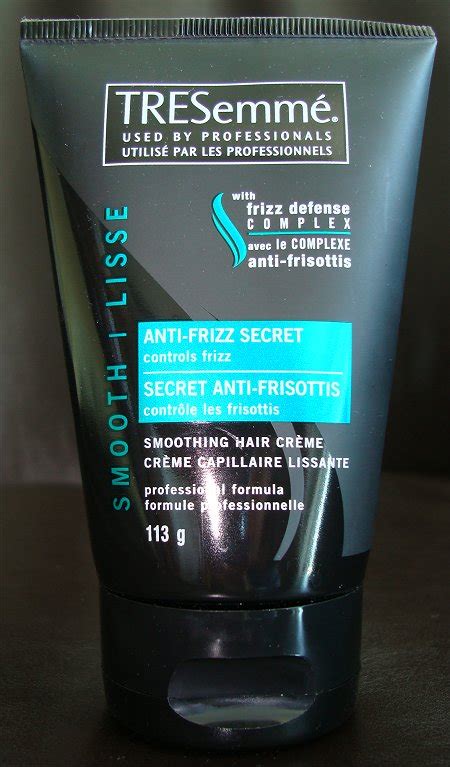 TRESemmé.
USED BY PROFESSIONALS
UTILISÉ PAR LES PROFESSIONNELS
with
frizz defense
COMPLEX
avec le COMPLEXE
anti-frisottis
SMOOTH | LISSE
ANTI-FRIZZ SECRET
controls frizz
SECRET ANTI-FRISOTTIS
contrôle les frisottis
SMOOTHING HAIR CRÈME
CRÈME CAPILLAIRE LISSANTE
professional formula
formule professionnelle
113 g